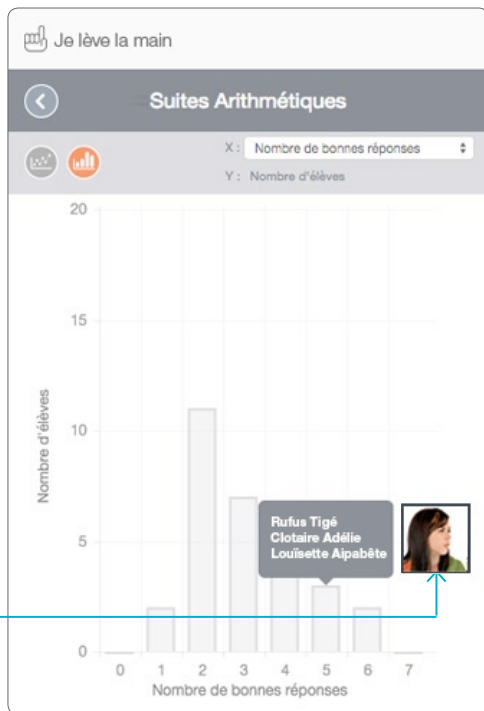 Je lève la main
Suites Arithmétiques
X : Nombre de bonnes réponses
Y : Nombre d'élèves
20
15
10
5
0
Nombre d'élèves
Rufus Tigé
Clotaire Adélie
Louïsette Aipabête
0 1 2 3 4 5 6 7
Nombre de bonnes réponses